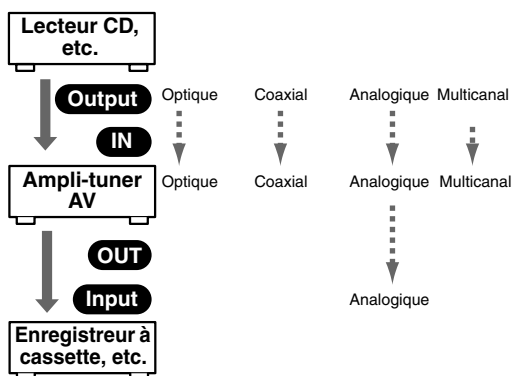 Lecteur CD,
etc.
Output Optique Coaxial Analogique Multicanal
IN
Ampli-tuner
AV
Optique Coaxial Analogique Multicanal
OUT
Input Analogique
Enregistreur à
cassette, etc.